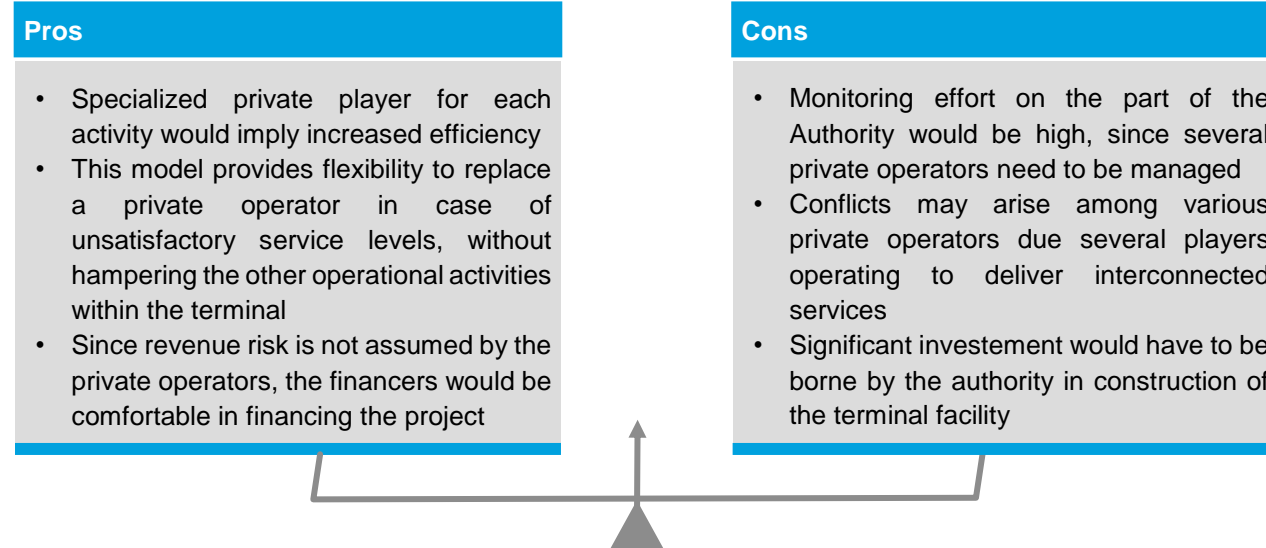 Pros
• Specialized private player for each
activity would imply increased efficiency
• This model provides flexibility to replace
a private operator in case of
unsatisfactory service levels, without
hampering the other operational activities
within the terminal
• Since revenue risk is not assumed by the
private operators, the financers would be
comfortable in financing the project
Cons
• Monitoring effort on the part of the
Authority would be high, since several
private operators need to be managed
• Conflicts may arise among various
private operators due several players
operating to deliver interconnected
services
• Significant investement would have to be
borne by the authority in construction of
the terminal facility